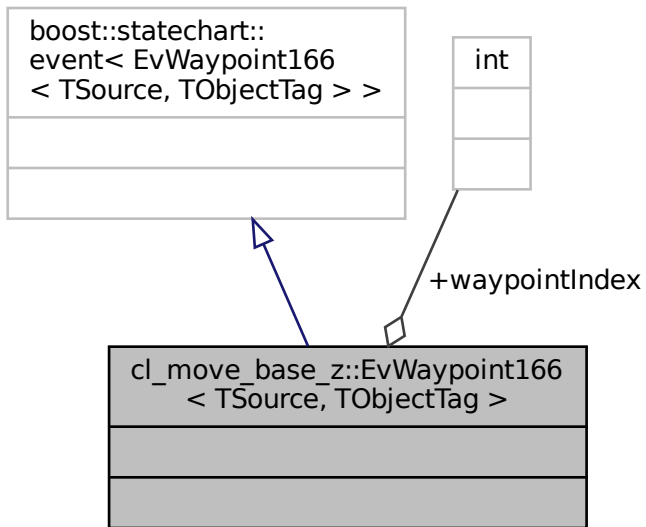 boost::statechart::
event< EvWaypoint166
< TSource, TObjectTag > >
int
+waypointIndex
cl_move_base_z::EvWaypoint166
< TSource, TObjectTag >